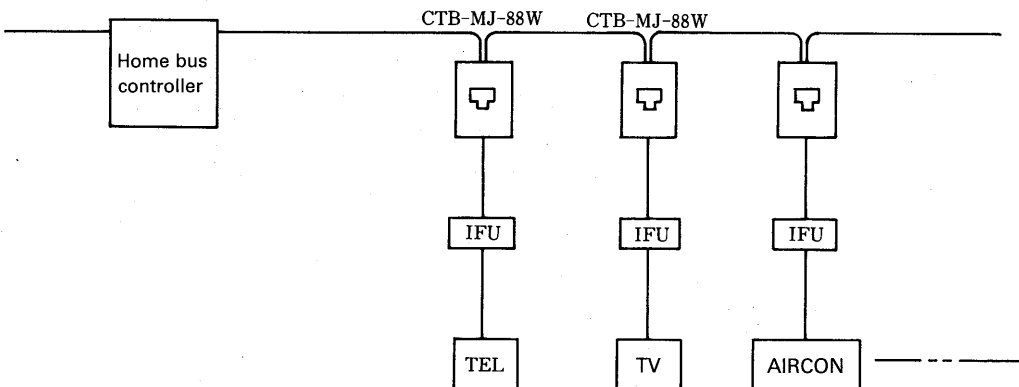 CTB-MJ-88W
CTB-MJ-88W
Home bus
controller
IFU
IFU
IFU
TEL
TV
AIRCON